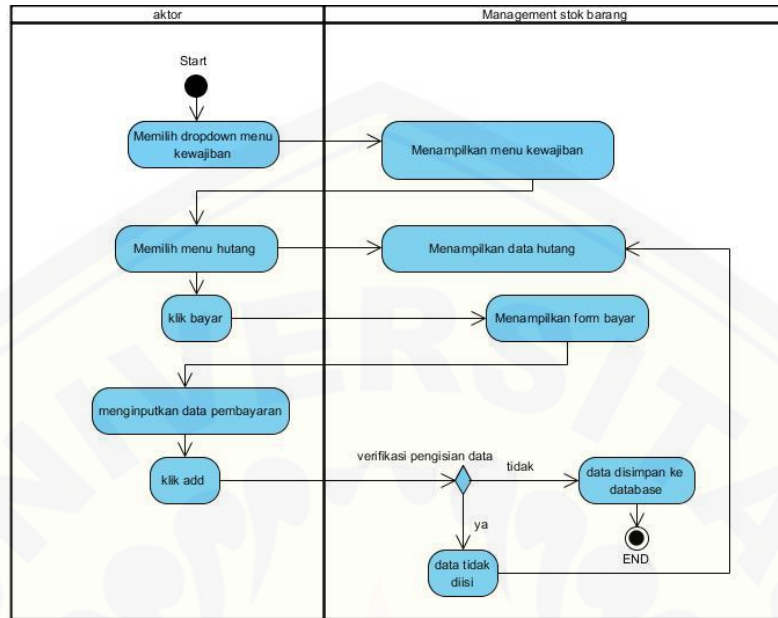 aktor
Management stok barang
Start
Memilih dropdown menu
kewajiban
Menampilkan menu kewajiban
Memilih menu hutang
Menampilkan data hutang
klik bayar
Menampilkan form bayar
menginputkan data pembayaran
verifikasi pengisian data
klik add
tidak
data disimpan ke
database
ya
END
data tidak
diisi
UNIVERSITA